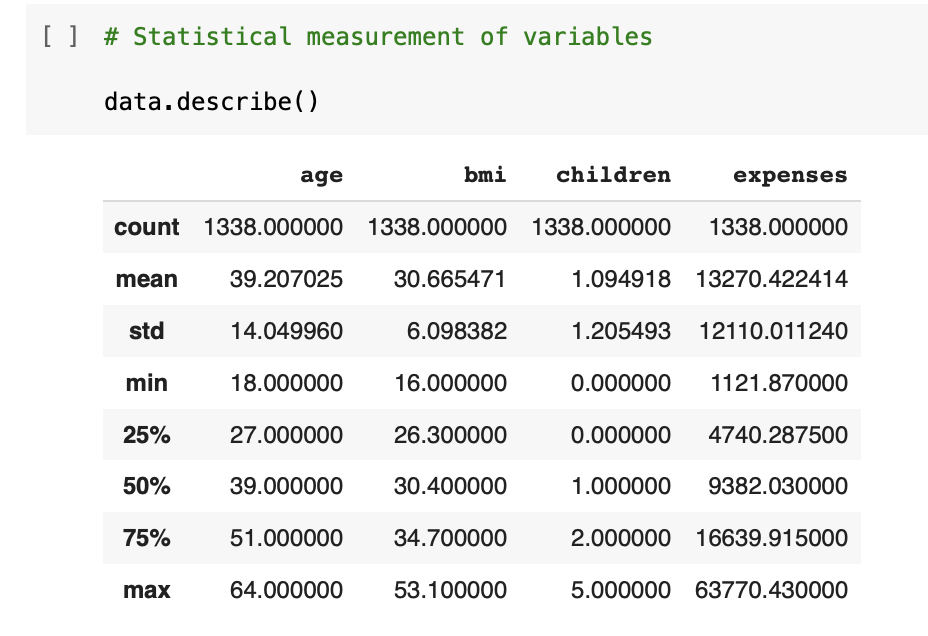 [ ] # Statistical measurement of variables
data.describe()
age bmi children expenses
count 1338.000000 1338.000000 1338.000000 1338.000000
mean 39.207025 30.665471 1.094918 13270.422414
std 14.049960 6.098382 1.205493 12110.011240
min 18.000000 16.000000 0.000000 1121.870000
25% 27.000000 26.300000 0.000000 4740.287500
50% 39.000000 30.400000 1.000000 9382.030000
75% 51.000000 34.700000 2.000000 16639.915000
max 64.000000 53.100000 5.000000 63770.430000